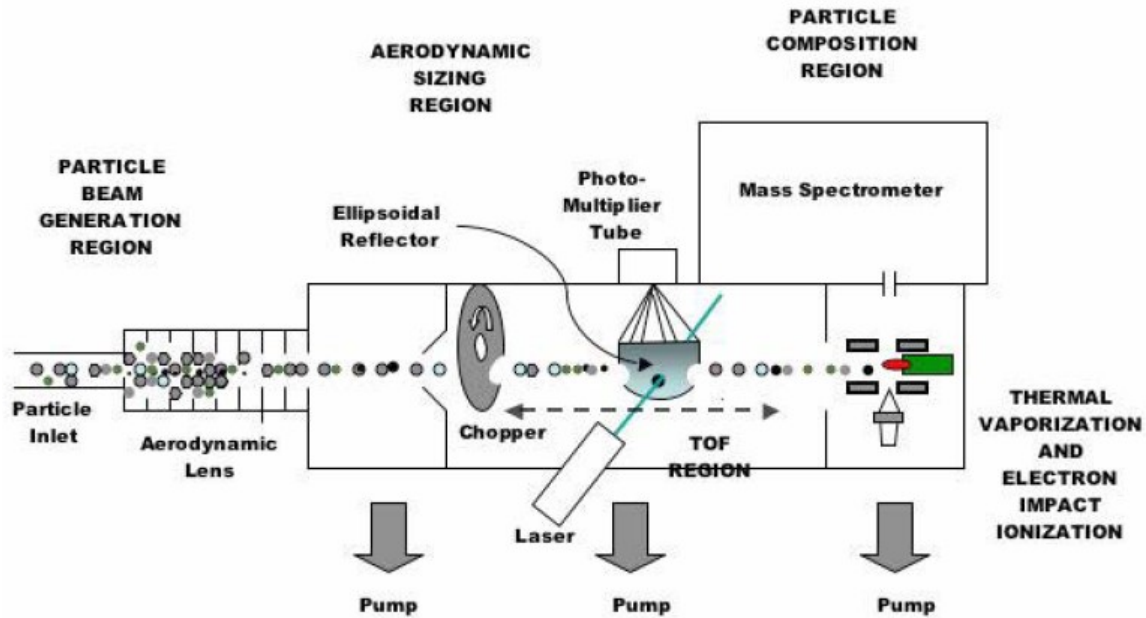 PARTICLE
COMPOSITION
REGION
AERODYNAMIC
SIZING
REGION
PARTICLE
BEAM
GENERATION
REGION
Photo-
Multiplier
Tube
Mass Spectrometer
Ellipsoidal
Reflector
Particle
Inlet
Aerodynamic
Lens
Chopper
TOF
REGION
Laser
THERMAL
VAPORIZATION
AND
ELECTRON
IMPACT
IONIZATION
Pump
Pump
Pump